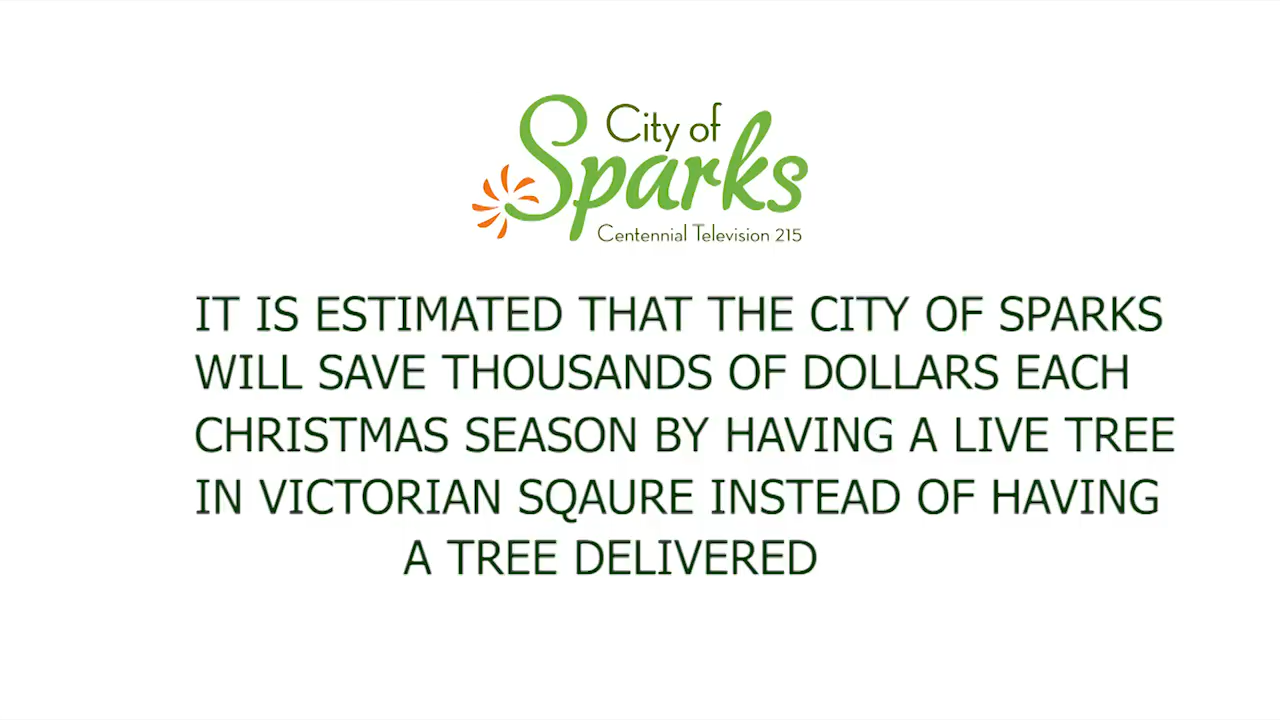 City of
Sparks
Centennial Television 215
IT IS ESTIMATED THAT THE CITY OF SPARKS
WILL SAVE THOUSANDS OF DOLLARS EACH
CHRISTMAS SEASON BY HAVING A LIVE TREE
IN VICTORIAN SQAURE INSTEAD OF HAVING
A TREE DELIVERED